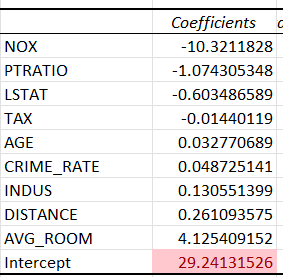 Coefficients
NOX -10.3211828
PTRATIO -1.074305348
LSTAT -0.603486589
TAX -0.01440119
AGE 0.032770689
CRIME_RATE 0.048725141
INDUS 0.130551399
DISTANCE 0.261093575
AVG_ROOM 4.125409152
Intercept 29.24131526